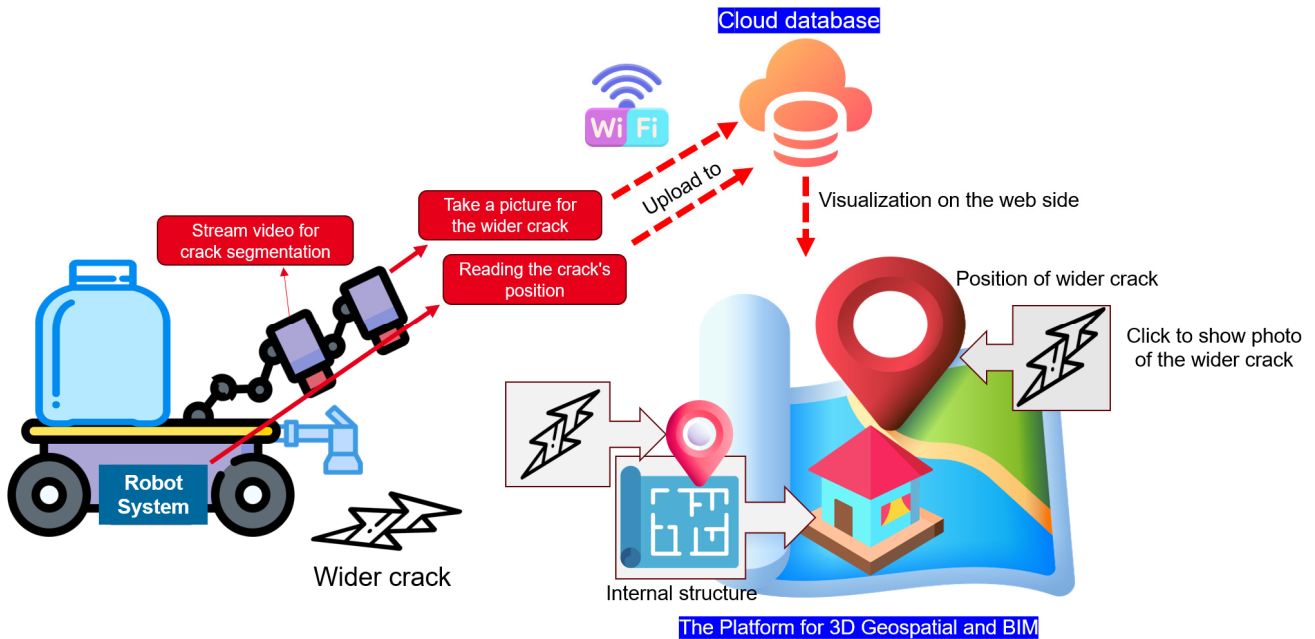 Cloud database
Wi Fi
Upload to
Take a picture for
the wider crack
Stream video for
crack segmentation
Reading the crack's
position
Visualization on the web side
Position of wider crack
Click to show photo
of the wider crack
Robot
System
Wider crack
Internal structure
The Platform for 3D Geospatial and BIM